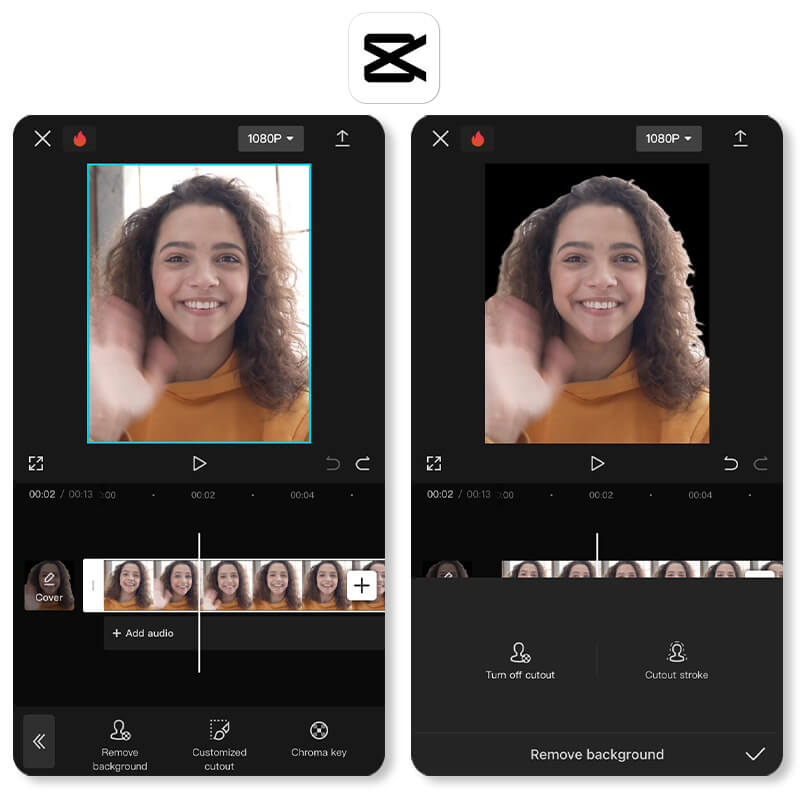 1080P
00:02 / 00:13
:00
00:02
00:04
Cover
+ Add audio
Remove
background
Customized
cutout
Chroma key
1080P
00:02 / 00:13
:00
00:02
00:04
Turn off cutout
Cutout stroke
Remove background